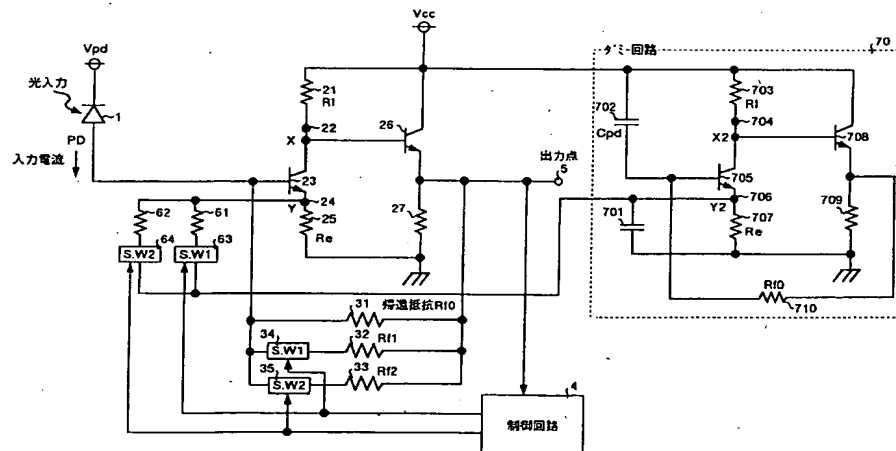 Vcc
Vpd
ダミー回路
70
光入力
1
21
Rl
22
X
26
702
Cpd
703
Rl
704
X2
708
PD
入力電流
23
出力点
5
705
24
Y
25
Re
27
706
Y2
707
Re
701
709
62
61
64
S.W2
63
S.W1
31
帰還抵抗Rf0
Rf0
710
34
S.W1
32
Rf1
35
S.W2
33
Rf2
4
制御回路